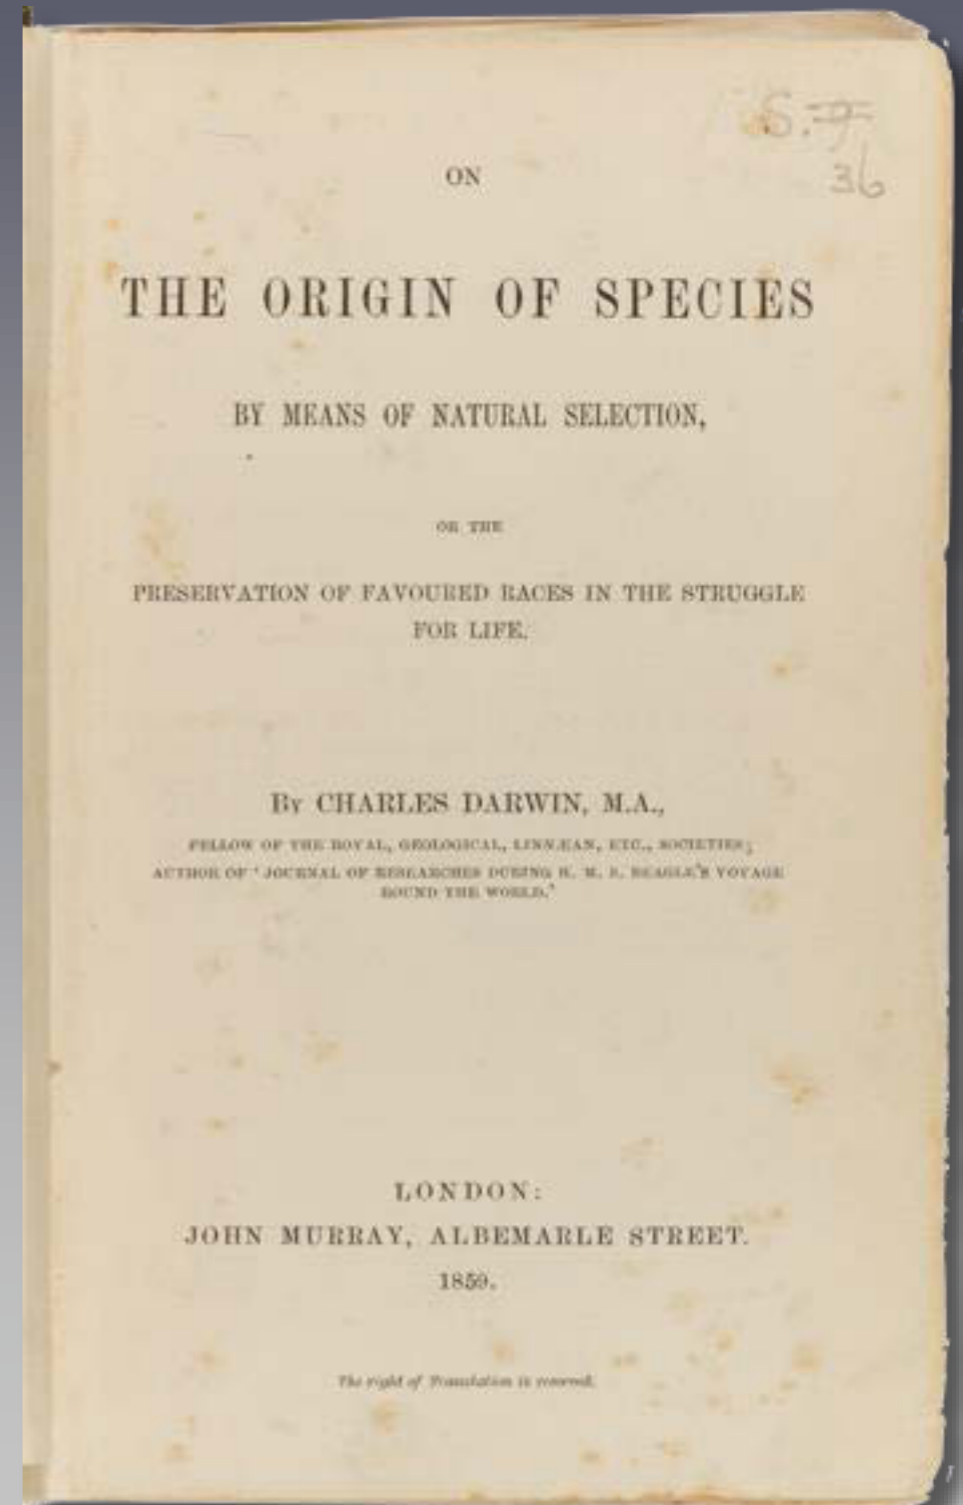 S. 9
36
ON
THE ORIGIN OF SPECIES
BY MEANS OF NATURAL SELECTION,
OR THE
PRESERVATION OF FAVOURED RACES IN THE STRUGGLE
FOR LIFE.
By CHARLES DARWIN, M.A.,
FELLOW OF THE ROYAL, GEOLOGICAL, LINNÆAN, ETC., SOCIETIES;
AUTHOR OF 'JOURNAL OF RESEARCHES DURING H. M. S. BEAGLE'S VOYAGE
ROUND THE WORLD.'
LONDON:
JOHN MURRAY, ALBEMARLE STREET.
1859.
The right of Translation is reserved.